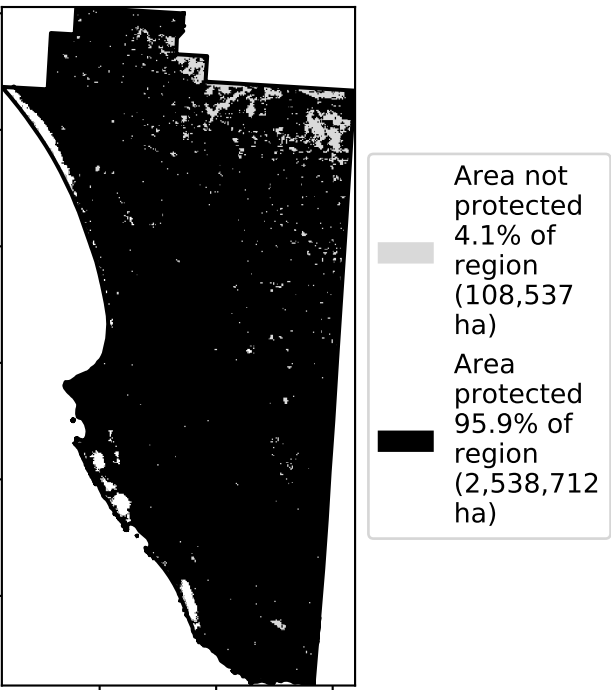 Area not
protected
4.1% of
region
(108,537
ha)
Area
protected
95.9% of
region
(2,538,712
ha)